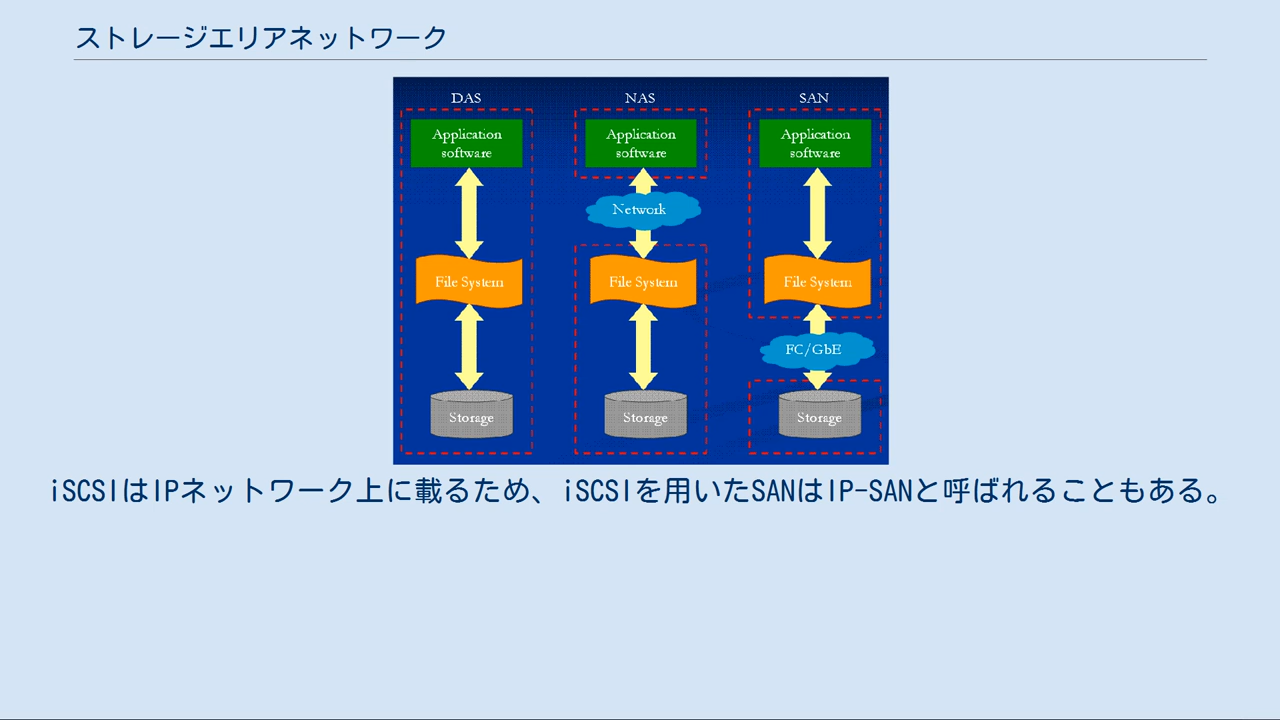 ストレージエリアネットワーク
DAS NAS SAN
Application software
Application software
Application software
Network
File System
File System
File System
FC/GbE
Storage
Storage
Storage
iSCSIはIPネットワーク上に載るため、iSCSIを用いたSANはIP-SANと呼ばれることもある。